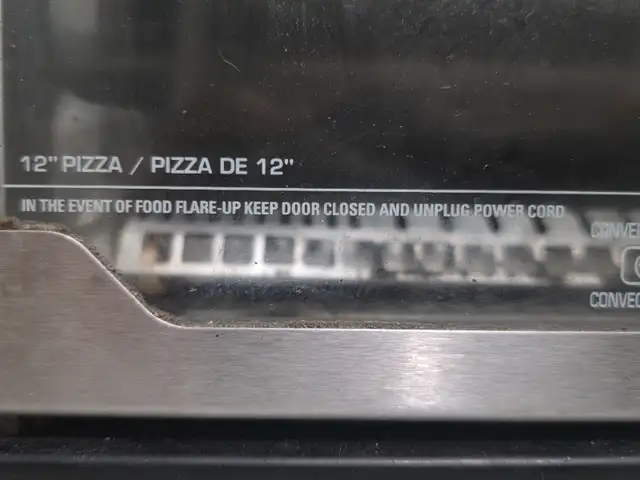 12" PIZZA / PIZZA DE 12"
IN THE EVENT OF FOOD FLARE-UP KEEP DOOR CLOSED AND UNPLUG POWER CORD